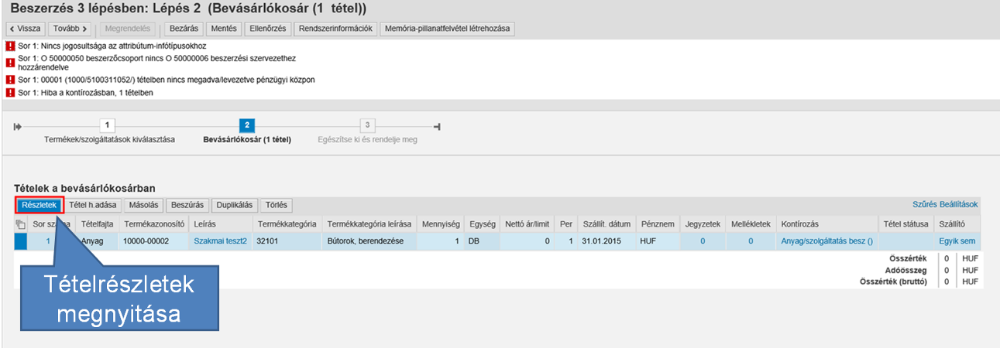 Beszerzés 3 lépésben: Lépés 2 (Bevásárlókosár (1 tétel))
Vissza Tovább Megrendelés Bezárás Mentés Ellenőrzés Rendszerinformációk Memória-pillanatfelvétel létrehozása
Sor 1: Nincs jogosultsága az attribútum-infótípusokhoz
Sor 1: O 50000050 beszerzőcsoport nincs O 50000006 beszerzési szervezethez
hozzárendelve
Sor 1: 00001 (1000/5100311052/) tételben nincs megadva/levezetve pénzügyi központ
Sor 1: Hiba a kontírozásban, 1 tételben
1 2 3
Termékek/szolgáltatások kiválasztása Bevásárlókosár (1 tétel) Egészítse ki és rendelje meg
Tételek a bevásárlókosárban
Részletek Tétel h.adása Másolás Beszúrás Duplikálás Törlés Szűrés Beállítások
Sor száma Tételfajta Termékazonosító Leírás Termékkategória Termékkategória leírása Mennyiség Egység Nettó ár/limit Per Szállít. dátum Pénznem Jegyzetek Mellékletek Kontírozás Tétel státusa Szállító
1 Anyag 10000-00002 Szakmai teszt2 32101 Bútorok, berendezése 1 DB 0 1 31.01.2015 HUF 0 0 Anyag/szolgáltatás besz () Egyik sem
Összérték 0 HUF
Adóösszeg 0 HUF
Összérték (bruttó) 0 HUF
Tételrészletek
megnyitása